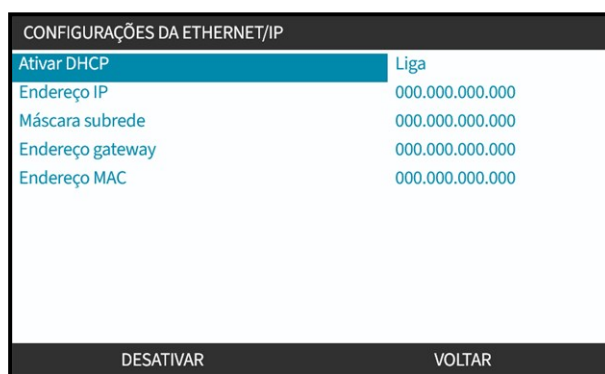 CONFIGURAÇÕES DA ETHERNET/IP
Ativar DHCP Liga
Endereço IP 000.000.000.000
Máscara subrede 000.000.000.000
Endereço gateway 000.000.000.000
Endereço MAC 000.000.000.000
DESATIVAR VOLTAR